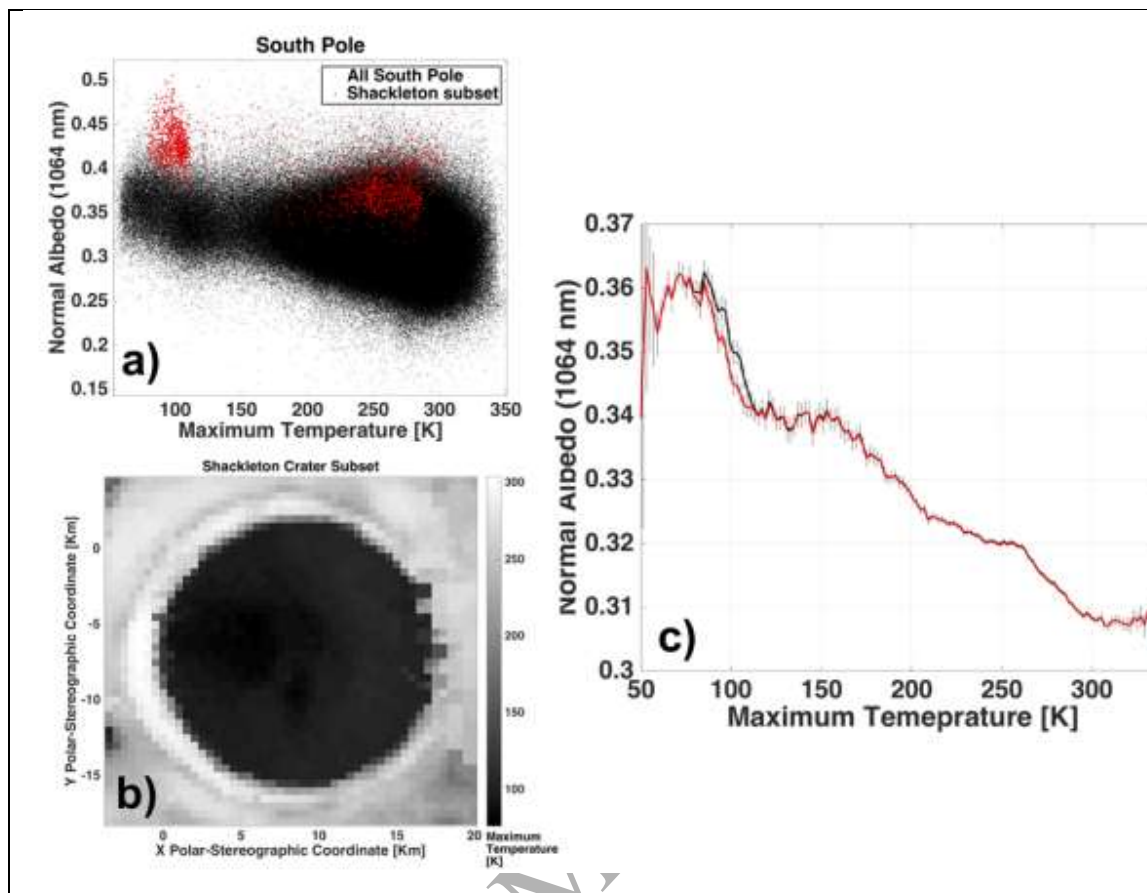 South Pole
0.5
0.45
0.4
0.35
0.3
0.25
0.2
0.15
Normal Albedo (1064 nm)
All South Pole
Shackleton subset
a)
100
150
200
250
300
350
Maximum Temperature [K]
Shackleton Crater Subset
0
-5
-10
-15
Y Polar-Stereographic Coordinate [Km]
b)
300
250
200
150
100
Maximum
Temperature
[K]
0
5
10
15
20
X Polar-Stereographic Coordinate [Km]
0.37
0.36
0.35
0.34
0.33
0.32
0.31
0.3
Normal Albedo (1064 nm)
c)
50
100
150
200
250
300
Maximum Temeprature [K]